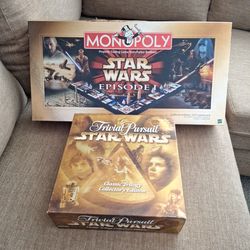 MONOPOLY
STAR
WARS
EPISODE I
Trivial Pursuit
STAR WARS
Classic Trilogy
Collector's Edition
Trivial Pursuit
STAR WARS